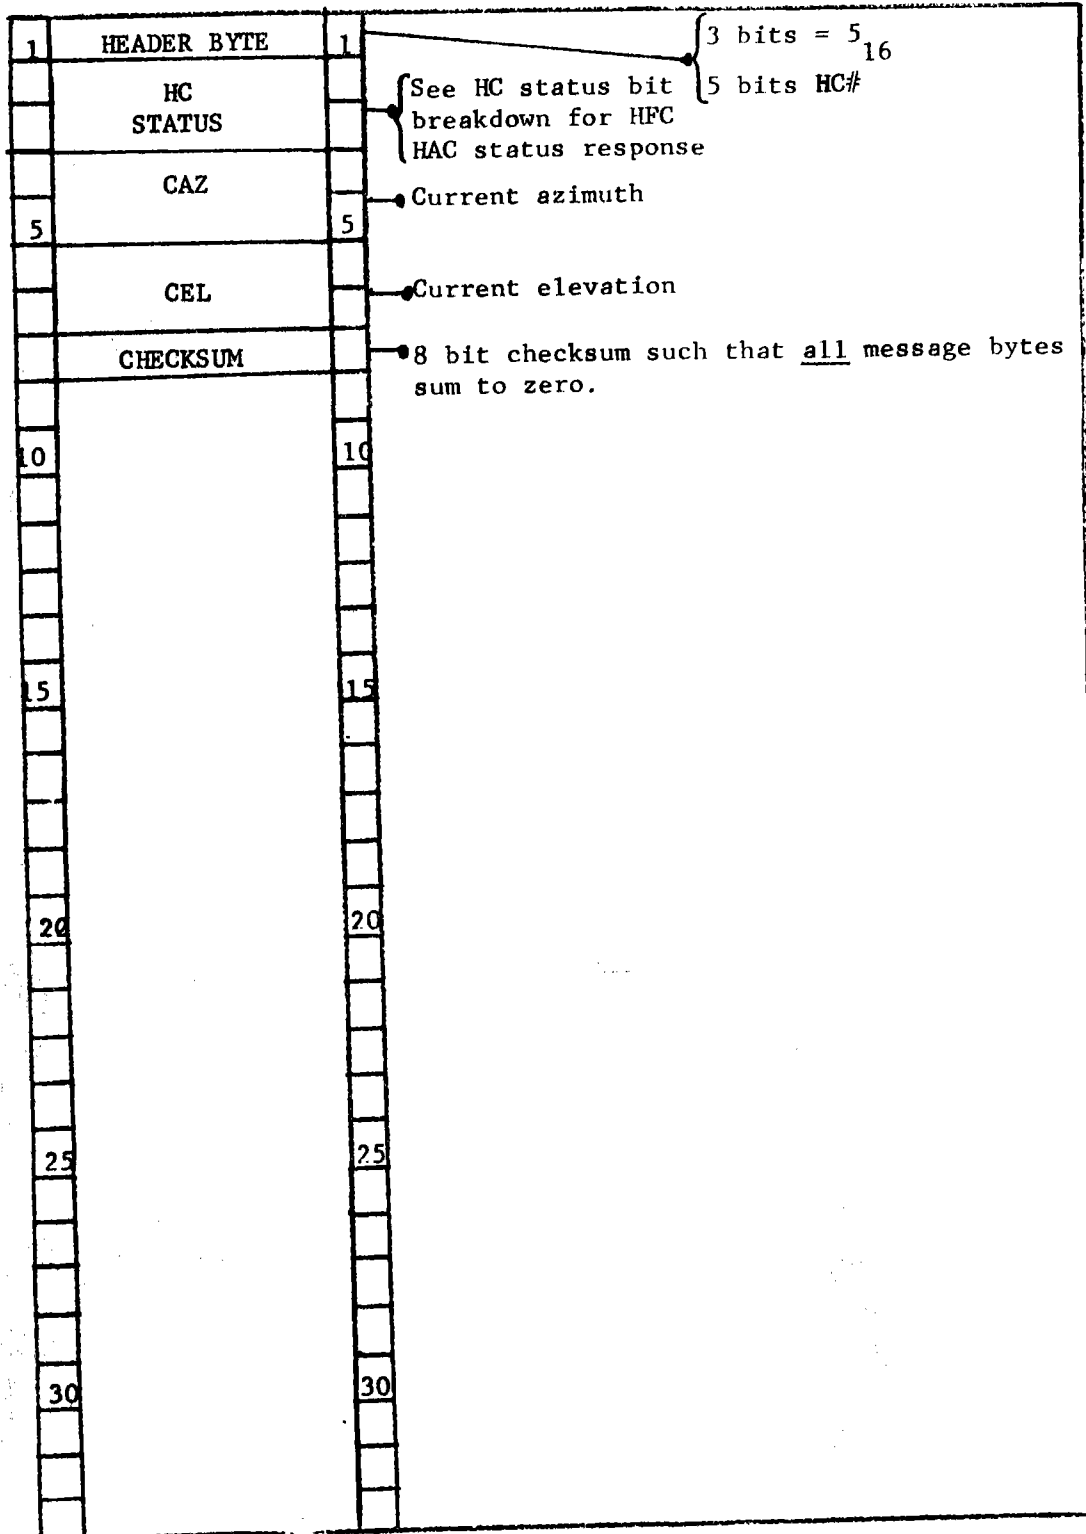 1 HEADER BYTE 1 3 bits = 5 16
5 bits HC#
HC STATUS
See HC status bit
breakdown for HFC
HAC status response
CAZ
Current azimuth
5 5
CEL Current elevation
CHECKSUM 8 bit checksum such that all message bytes
sum to zero.
10 10
15 15
20 20
25 25
30 30